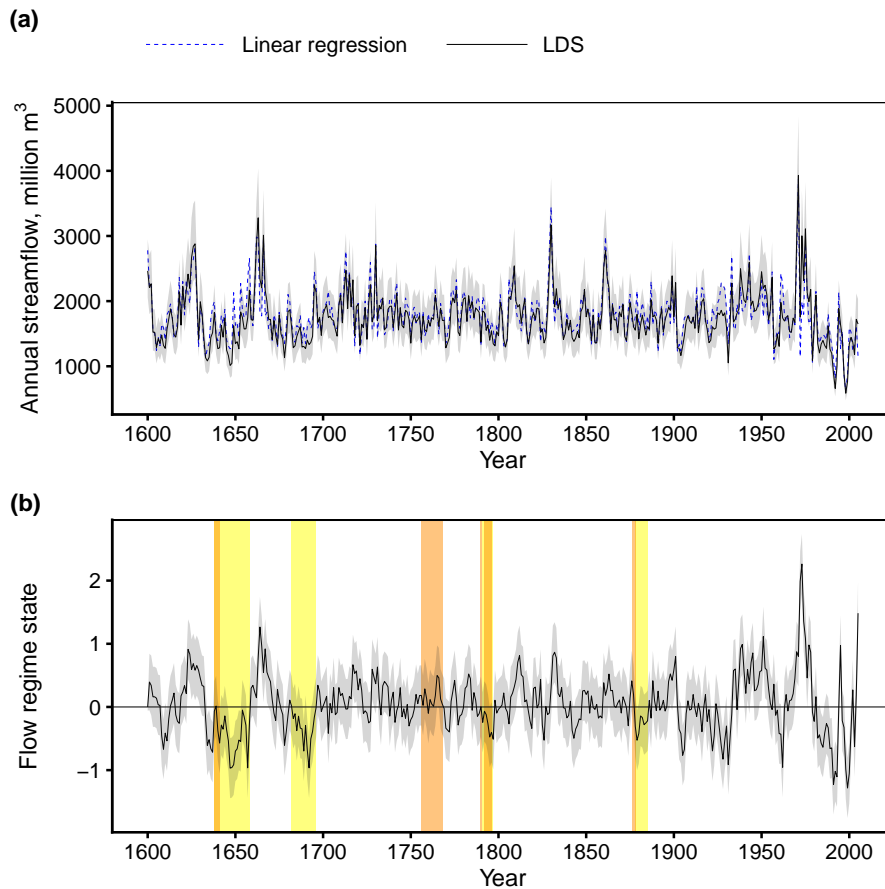 (a)
Linear regression LDS
Annual streamflow, million m³
5000
4000
3000
2000
1000
1600 1650 1700 1750 1800 1850 1900 1950 2000
Year
(b)
Flow regime state
2
1
0
−1
1600 1650 1700 1750 1800 1850 1900 1950 2000
Year